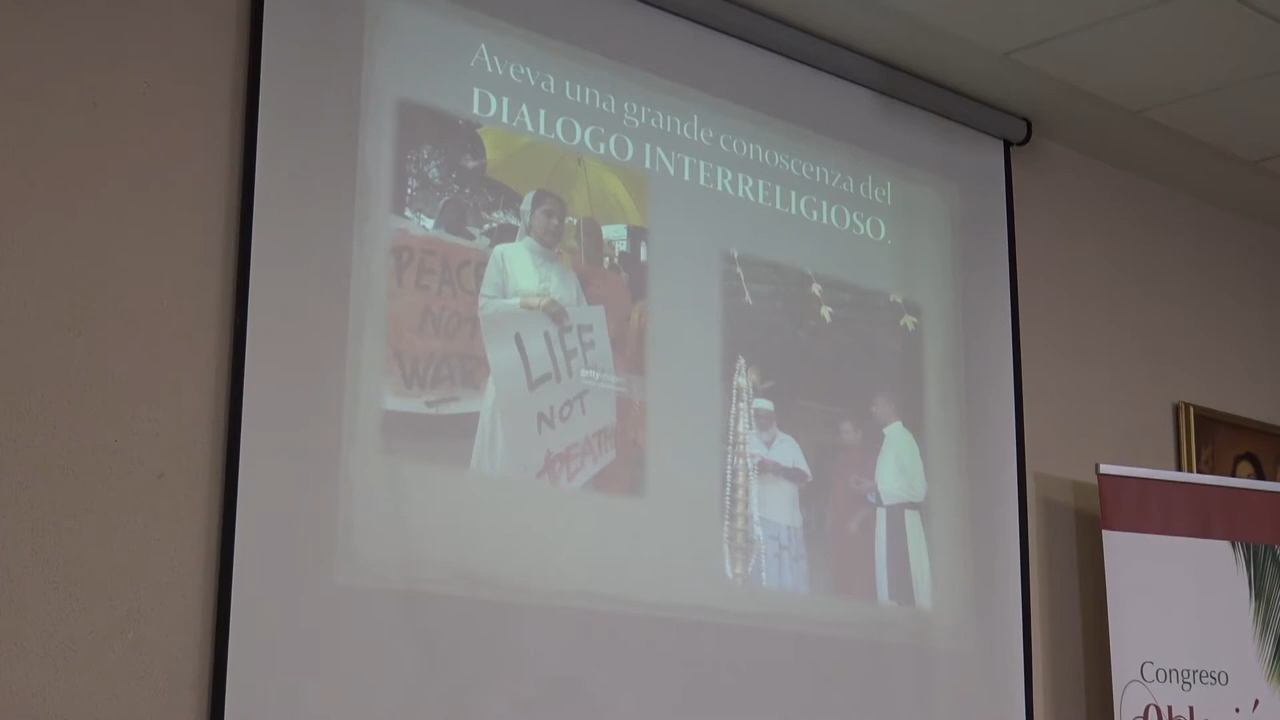 Aveva una grande conoscenza del
DIALOGO INTERRELIGIOSO.
PEACE
NOT
WAR
LIFE
NOT
DEATH
Congreso